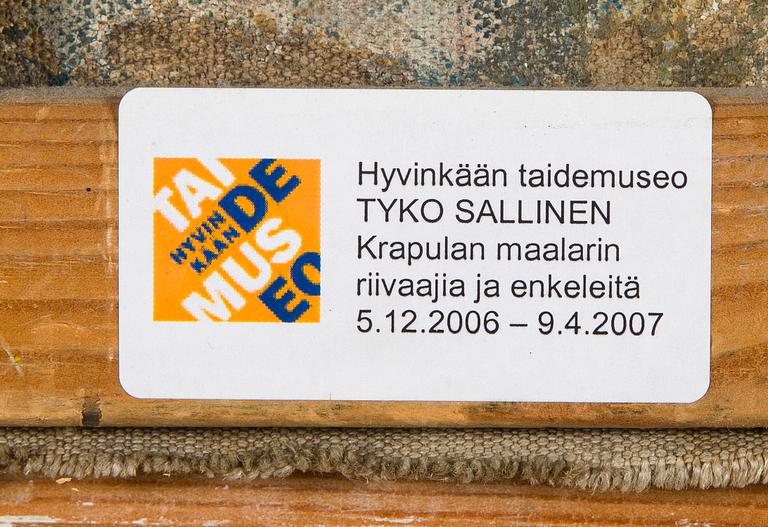 TAI
DE
HYVIN
KÄÄN
MUS
EO
Hyvinkään taidemuseo
TYKO SALLINEN
Krapulan maalarin
riivaajia ja enkeleitä
5.12.2006 – 9.4.2007